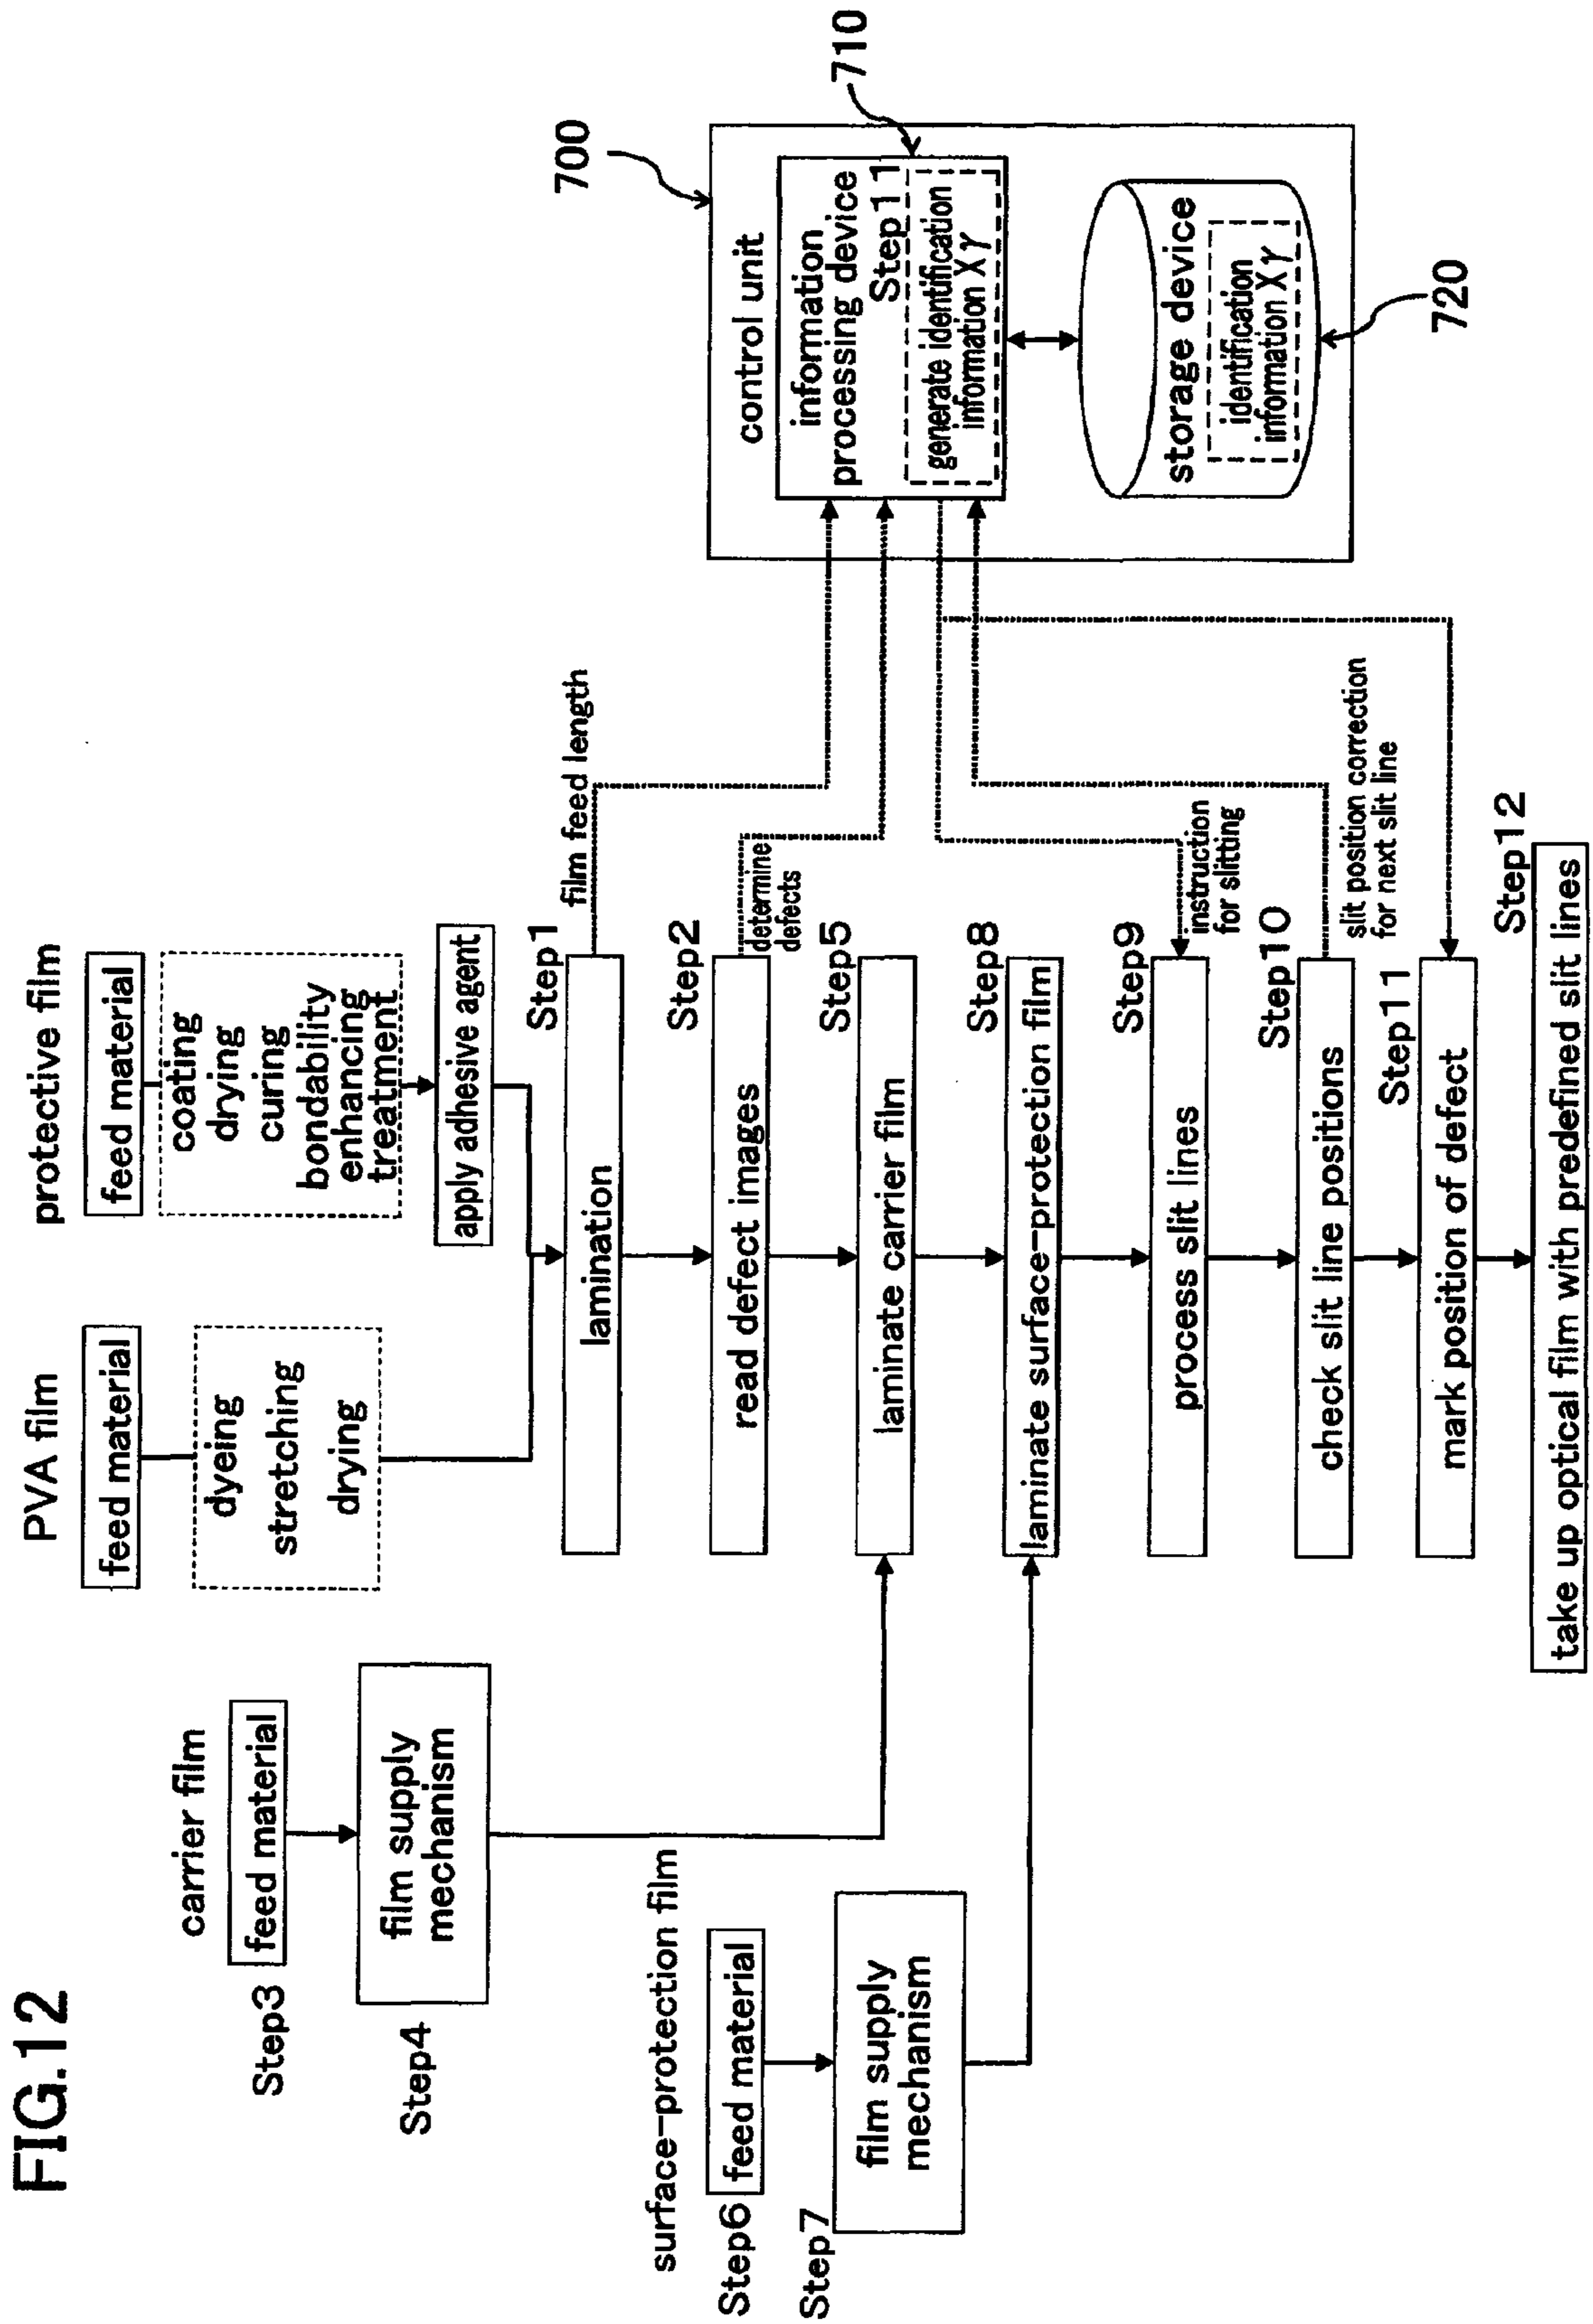 FIG.12
PVA film
feed material
dyeing
stretching
drying
protective film
feed material
coating
drying
curing
bondability
enhancing
treatment
apply adhesive agent
carrier film
Step3
feed material
Step4
film supply
mechanism
surface-protection film
Step6
feed material
Step7
film supply
mechanism
Step1
lamination
film feed length
Step2
read defect images
determine
defects
Step5
laminate carrier film
Step8
laminate surface-protection film
Step9
process slit lines
instruction
for slitting
Step10
check slit line positions
slit position correction
for next slit line
Step11
mark position of defect
Step12
take up optical film with predefined slit lines
700
control unit
710
information
processing device
Step11
generate identification
information Xγ
storage device
identification
information Xγ
720